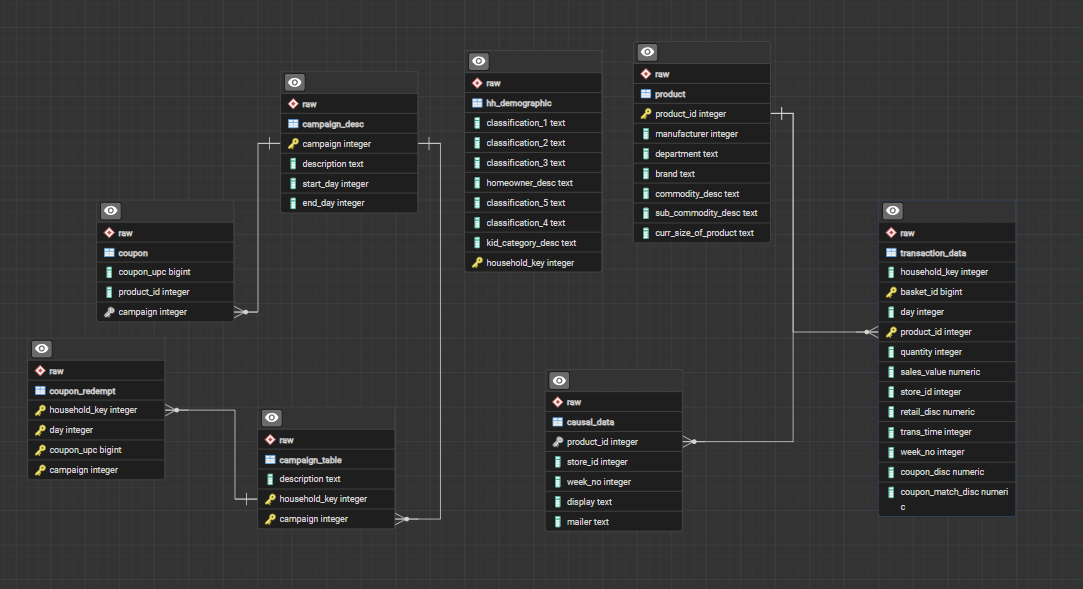 raw
campaign_desc
campaign integer
description text
start_day integer
end_day integer
raw
hh_demographic
classification_1 text
classification_2 text
classification_3 text
homeowner_desc text
classification_5 text
classification_4 text
kid_category_desc text
household_key integer
raw
product
product_id integer
manufacturer integer
department text
brand text
commodity_desc text
sub_commodity_desc text
curr_size_of_product text
raw
coupon
coupon_upc bigint
product_id integer
campaign integer
raw
transaction_data
household_key integer
basket_id bigint
day integer
product_id integer
quantity integer
sales_value numeric
store_id integer
retail_disc numeric
trans_time integer
week_no integer
coupon_disc numeric
coupon_match_disc numeri
c
raw
coupon_redempt
household_key integer
day integer
coupon_upc bigint
campaign integer
raw
campaign_table
description text
household_key integer
campaign integer
raw
causal_data
product_id integer
store_id integer
week_no integer
display text
mailer text